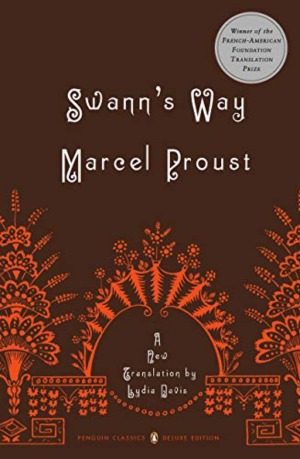 Winner of the
FRENCH-AMERICAN
FOUNDATION
TRANSLATION
PRIZE
Swann's Way
Marcel Proust
A
New
Translation by
Lydia Davis
PENGUIN CLASSICS DELUXE EDITION